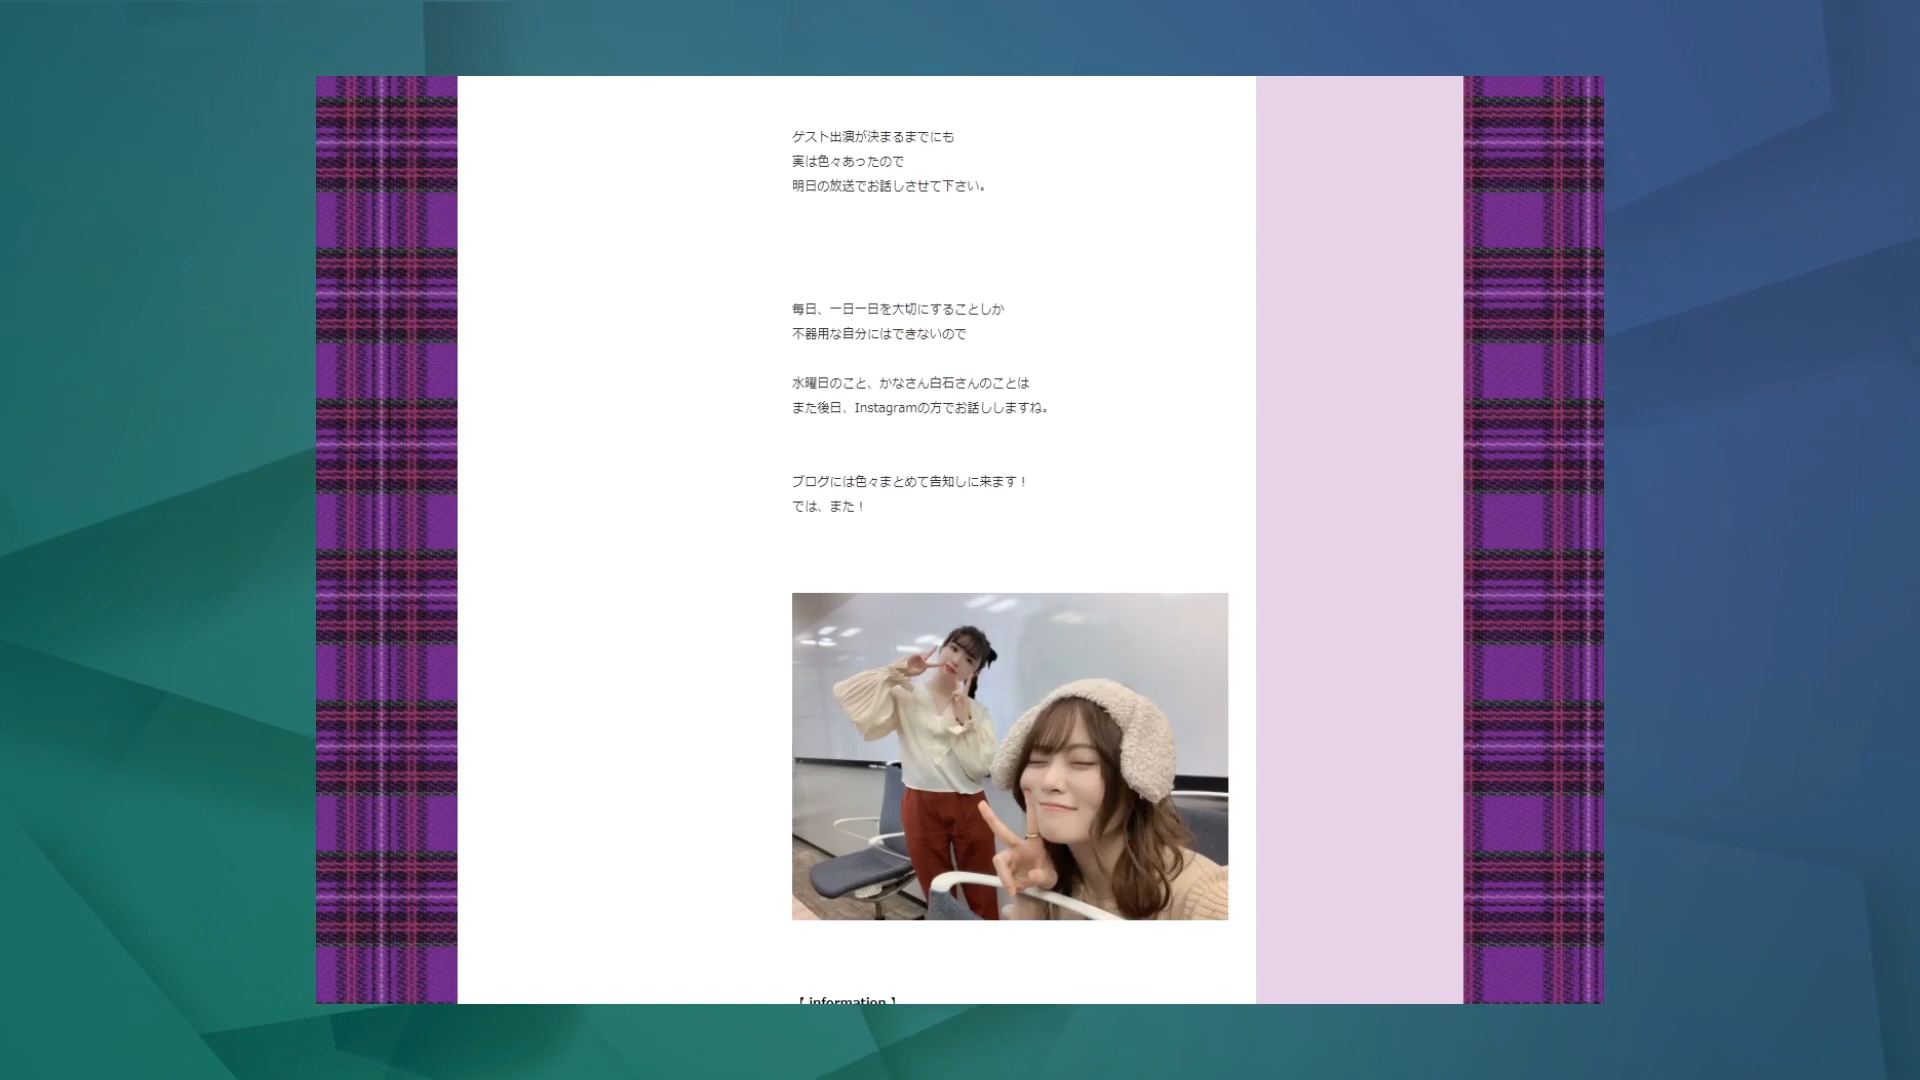 ゲスト出演が決まるまでにも
実は色々あったので
明日の放送でお話しさせて下さい。
毎日、一日一日を大切にすることしか
不器用な自分にはできないので
水曜日のこと、かなさん白石さんのことは
また後日、Instagramの方でお話ししますね。
ブログには色々まとめて告知しに来ます！
では、また！
【 information 】